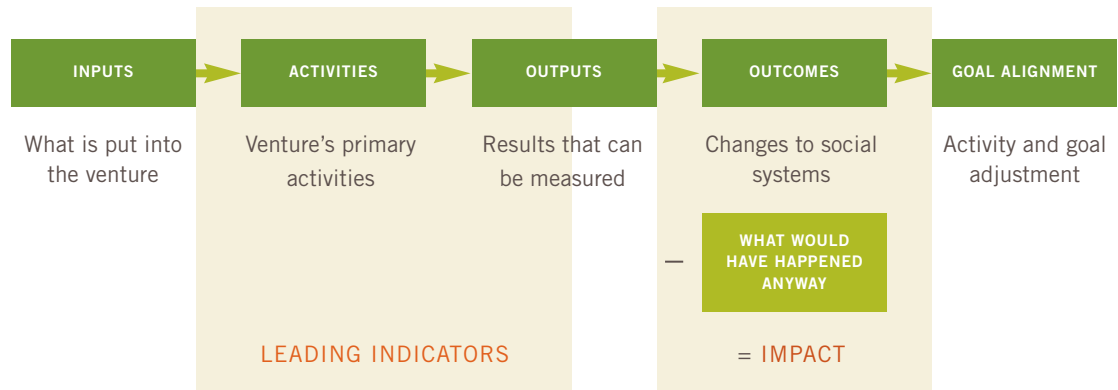 INPUTS
ACTIVITIES
OUTPUTS
OUTCOMES
GOAL ALIGNMENT
What is put into
the venture
Venture’s primary
activities
Results that can
be measured
Changes to social
systems
Activity and goal
adjustment
–
WHAT WOULD
HAVE HAPPENED
ANYWAY
LEADING INDICATORS
= IMPACT